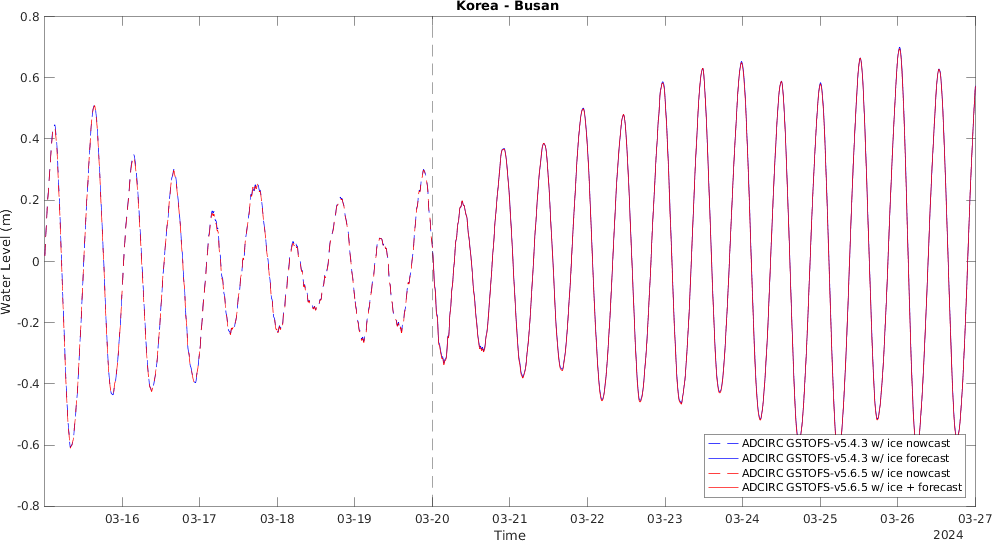 Korea - Busan
0.8
0.6
0.4
0.2
0
-0.2
-0.4
-0.6
-0.8
Water Level (m)
ADCIRC GSTOFS-v5.4.3 w/ ice nowcast
ADCIRC GSTOFS-v5.4.3 w/ ice forecast
ADCIRC GSTOFS-v5.6.5 w/ ice nowcast
ADCIRC GSTOFS-v5.6.5 w/ ice + forecast
03-16 03-17 03-18 03-19 03-20 03-21 03-22 03-23 03-24 03-25 03-26 03-27
Time
2024